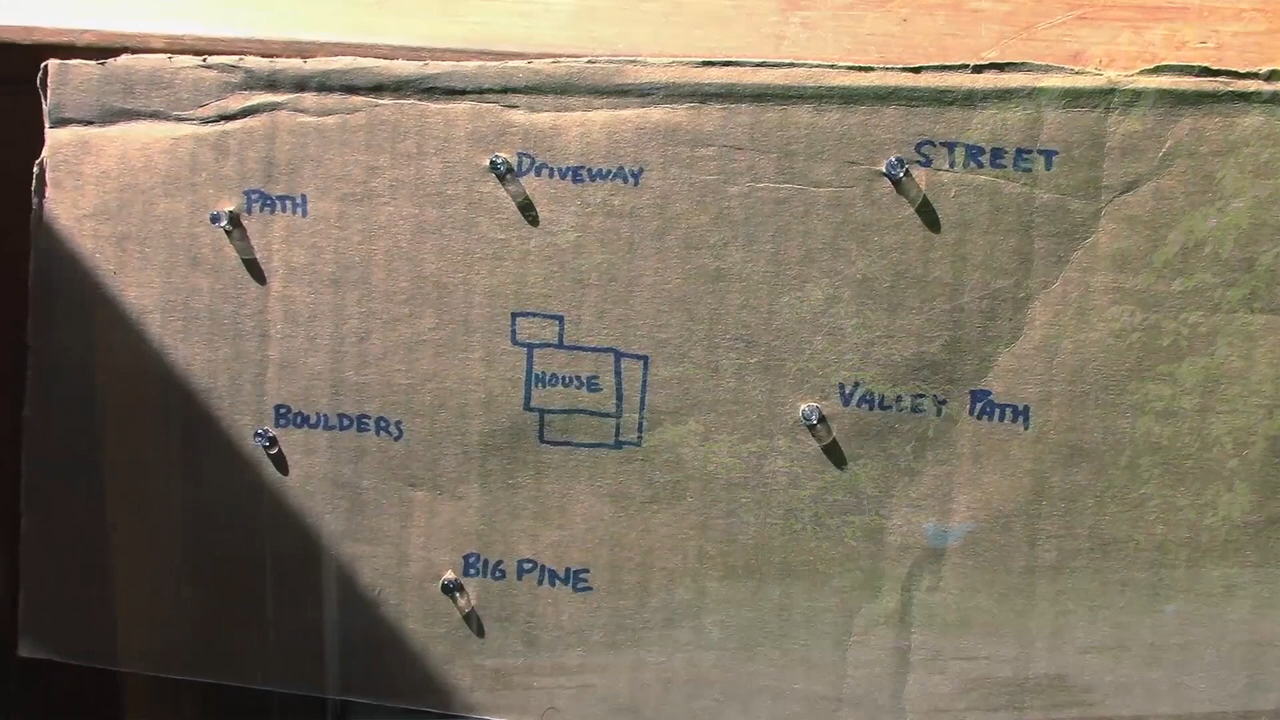 DRIVEWAY
STREET
PATH
HOUSE
VALLEY PATH
BOULDERS
BIG PINE